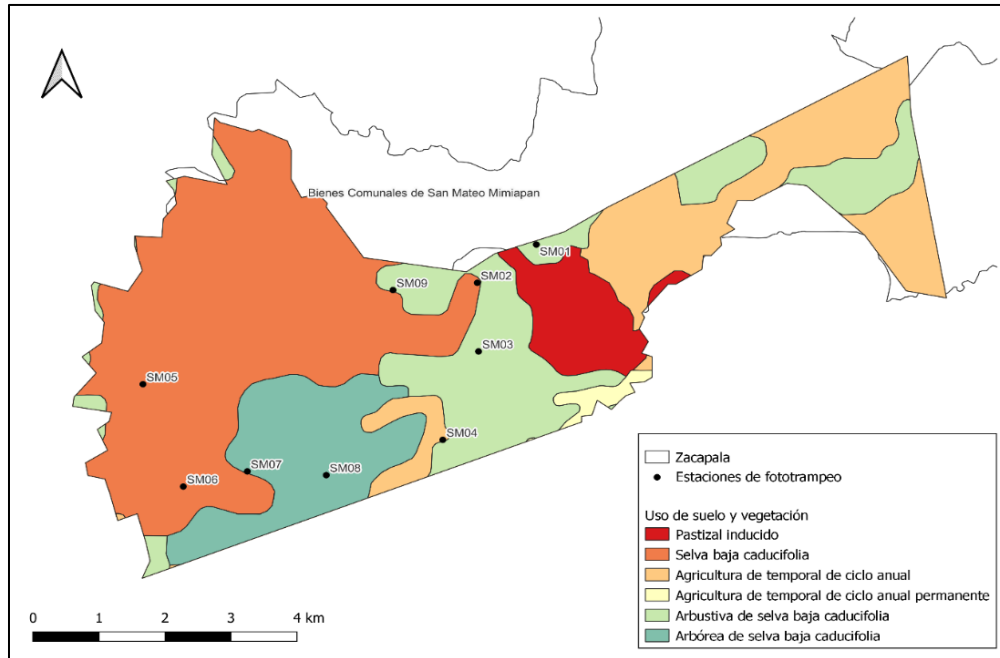 Bienes Comunales de San Mateo Mimiapan
SM01
SM02
SM09
SM03
SM05
SM04
SM07
SM08
SM06
0 1 2 3 4 km
Zacapala
Estaciones de fototrampeo
Uso de suelo y vegetación
Pastizal inducido
Selva baja caducifolia
Agricultura de temporal de ciclo anual
Agricultura de temporal de ciclo anual permanente
Arbustiva de selva baja caducifolia
Arbórea de selva baja caducifolia